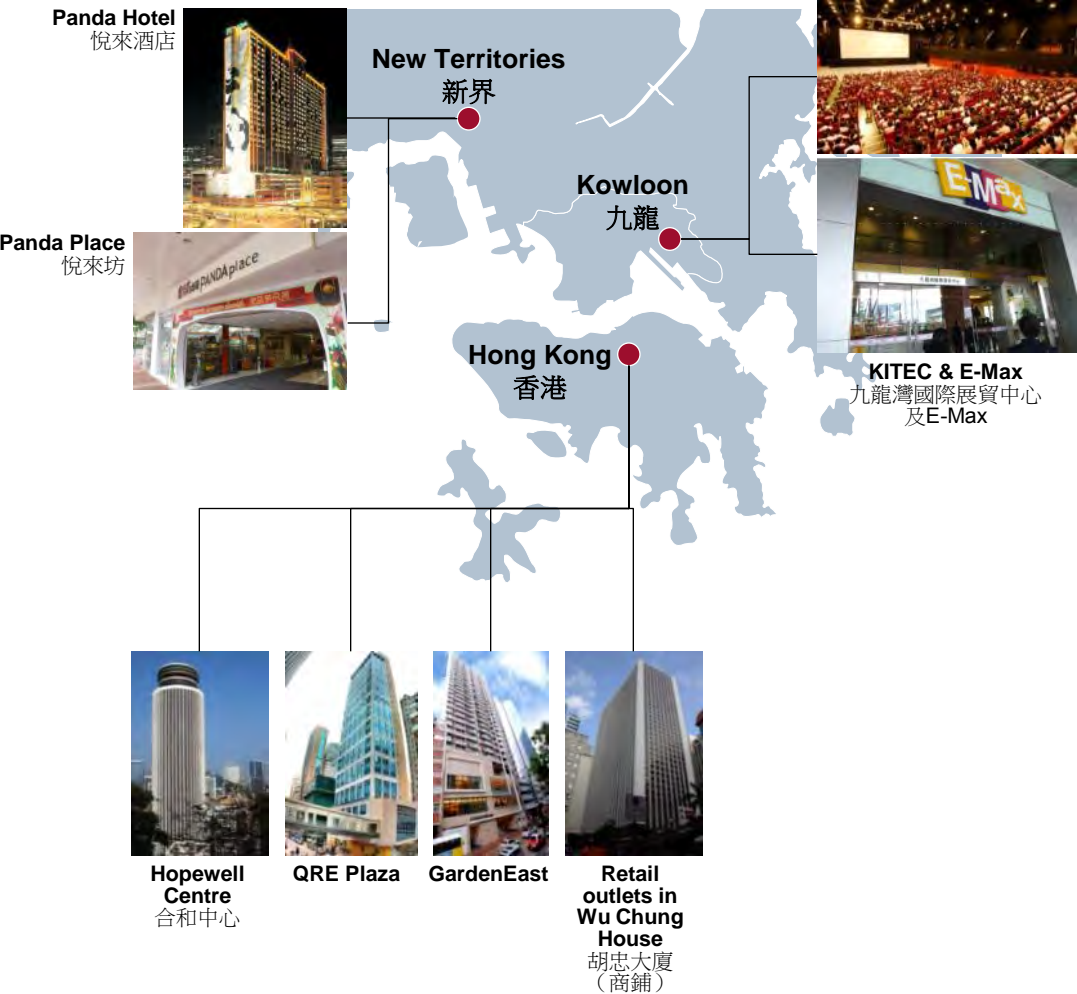 Panda Hotel
悅來酒店
New Territories
新界
Kowloon
九龍
E-Max
Panda Place
悅來坊
PANDA place
Hong Kong
香港
KITEC & E-Max
九龍灣國際展貿中心
及E-Max
Hopewell
Centre
合和中心
QRE Plaza
GardenEast
Retail
outlets in
Wu Chung
House
胡忠大廈
（商鋪）